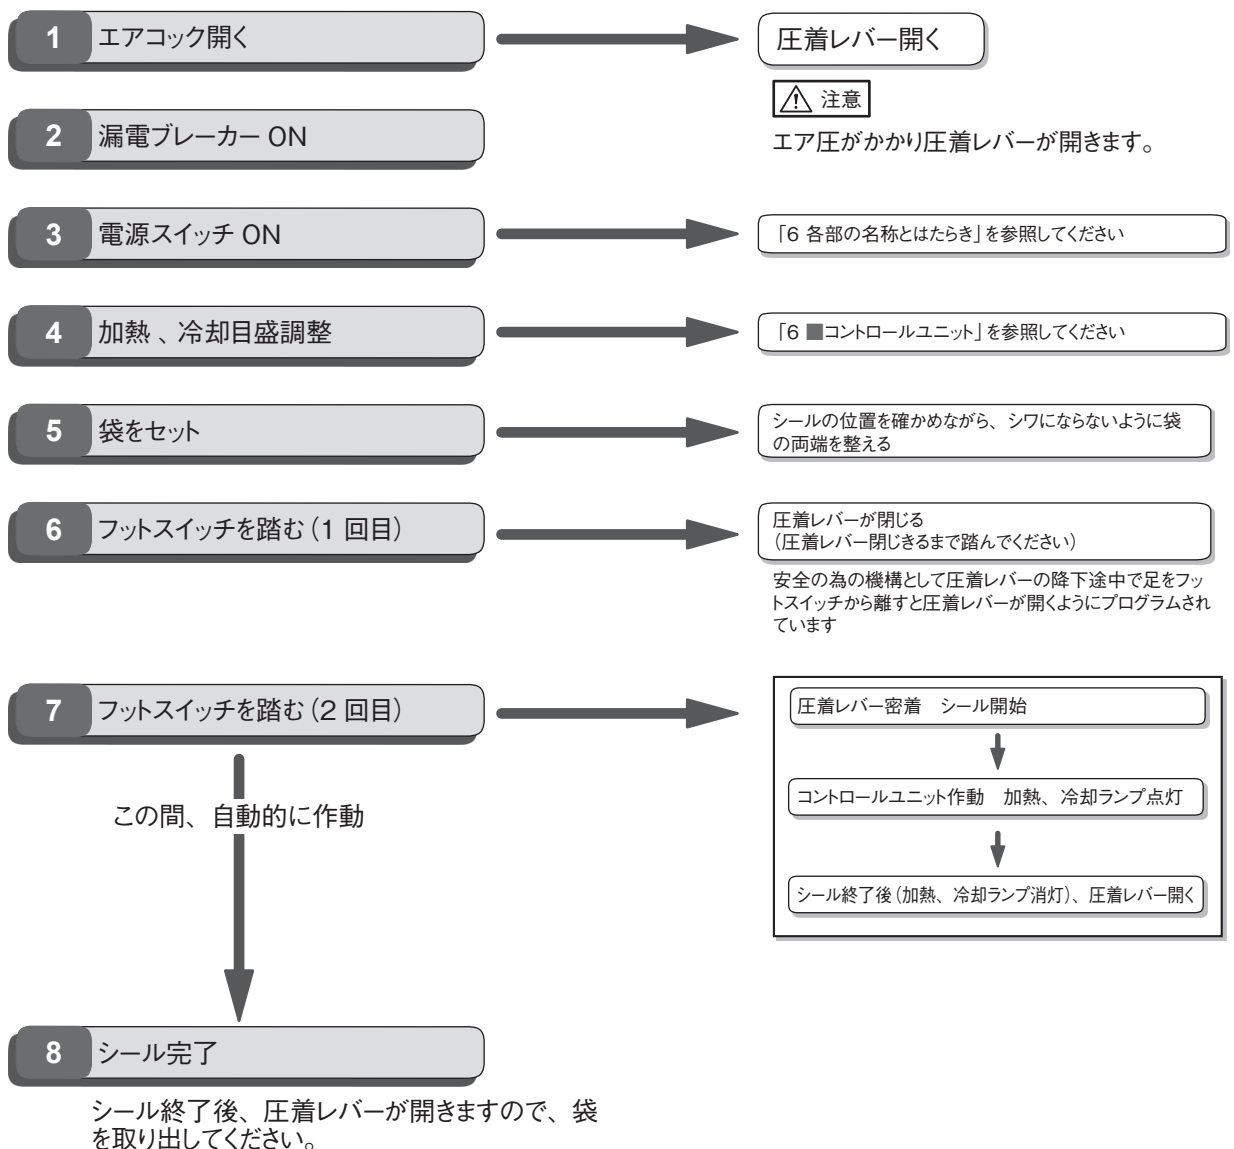 1 エアコック開く
圧着レバー開く
注意
エア圧がかかり圧着レバーが開きます。
2 漏電ブレーカー ON
3 電源スイッチ ON
「6 各部の名称とはたらき」を参照してください
4 加熱 、冷却目盛調整
「6 ■コントロールユニット」を参照してください
5 袋をセット
シールの位置を確かめながら、シワにならないように袋
の両端を整える
6 フットスイッチを踏む（1 回目）
圧着レバーが閉じる
（圧着レバー閉じきるまで踏んでください）
安全の為の機構として圧着レバーの降下途中で足をフッ
トスイッチから離すと圧着レバーが開くようにプログラムされ
ています
7 フットスイッチを踏む（2 回目）
圧着レバー密着　シール開始
コントロールユニット作動　加熱、冷却ランプ点灯
シール終了後（加熱、冷却ランプ消灯）、圧着レバー開く
この間、自動的に作動
8 シール完了
シール終了後、圧着レバーが開きますので、袋
を取り出してください。